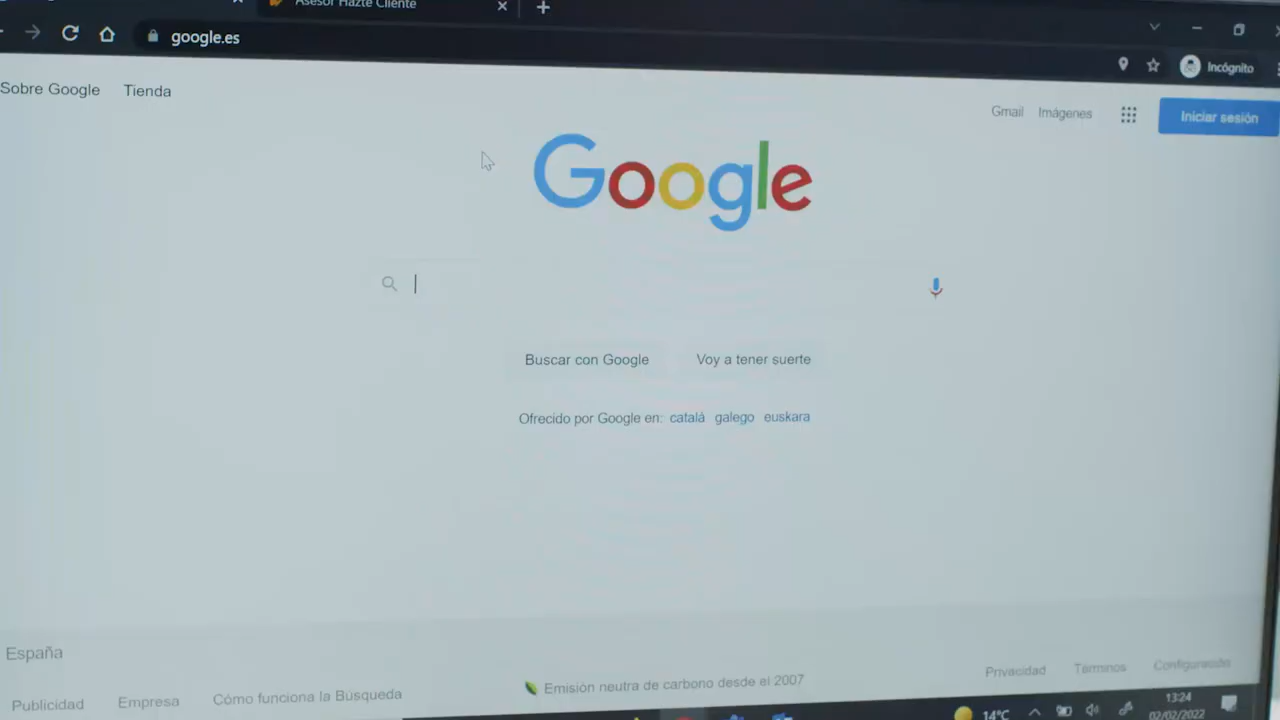 Asesor Hazte Cliente
google.es
Incógnito
Sobre Google Tienda
Gmail Imágenes Iniciar sesión
Google
Buscar con Google Voy a tener suerte
Ofrecido por Google en: català galego euskara
España
Publicidad Empresa Cómo funciona la Búsqueda Emisión neutra de carbono desde el 2007 Privacidad Términos Configuración
14°C 13:24
02/02/2022